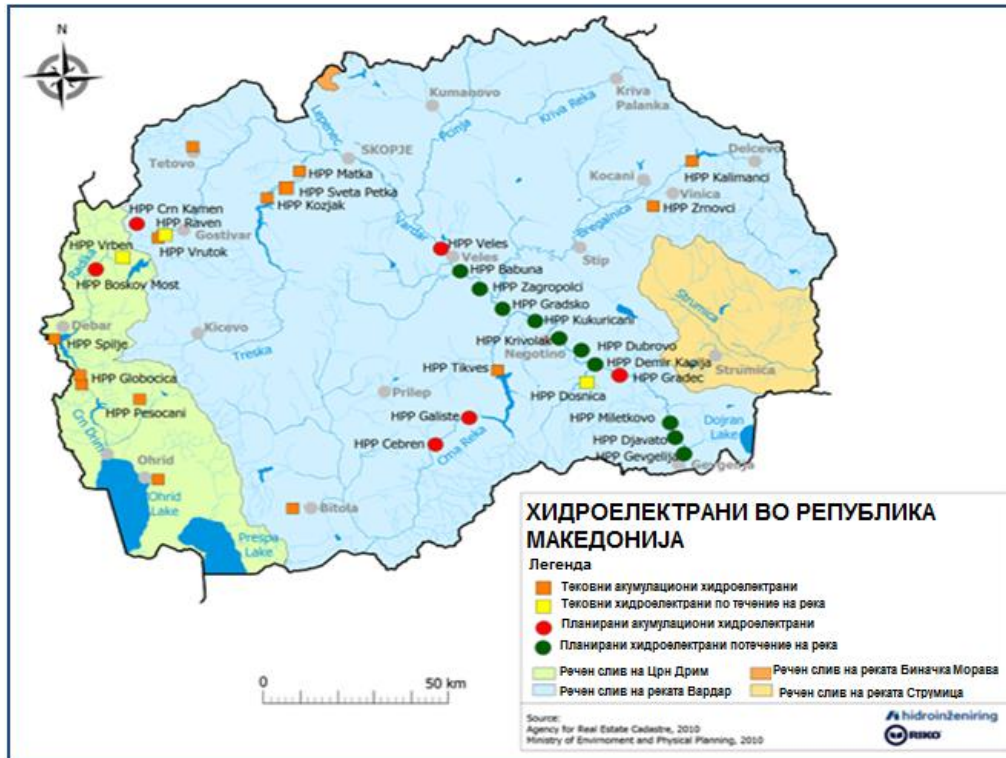 N
Kumanovo
Kriva
Palanka
Kriva Reka
Pcinja
Lepenec
SKOPJE
Tetovo
Delcevo
HPP Matka
HPP Kalimanci
Kocani
HPP Sveta Petka
Vinica
HPP Kozjak
HPP Zrnovci
HPP Crn Kamen
HPP Raven
Gostivar
Vardar
Bregalnica
HPP Vrben
HPP Vrutok
HPP Veles
Veles
Stip
Radika
HPP Boskov Most
HPP Babuna
HPP Zagropolci
HPP Gradsko
Strumica
HPP Kukuricani
Debar
Kicevo
HPP Spilje
HPP Krivolak
Negotino
HPP Dubrovo
Treska
Strumica
HPP Tikves
HPP Demir Kapija
HPP Globocica
HPP Gradec
HPP Pesocani
Prilep
HPP Dosnica
HPP Galiste
HPP Miletkovo
Dojran
Lake
Crn Drim
HPP Cebren
Crna Reka
HPP Djavato
HPP Gevgelija
Gevgelija
Ohrid
Ohrid
Lake
Bitola
Prespa
Lake
ХИДРОЕЛЕКТРАНИ ВО РЕПУБЛИКА
МАКЕДОНИЈА
Легенда
Тековни акумулациони хидроелектрани
Тековни хидроелектрани по течение на река
Планирани акумулациони хидроелектрани
Планирани хидроелектрани потечение на река
Речен слив на Црн Дрим
Речен слив на реката Биначка Морава
Речен слив на реката Вардар
Речен слив на реката Струмица
0 50 km
Source:
Agency for Real Estate Cadastre, 2010
Ministry of Envirnoment and Physical Planning, 2010
hidroinženiring
RIKO